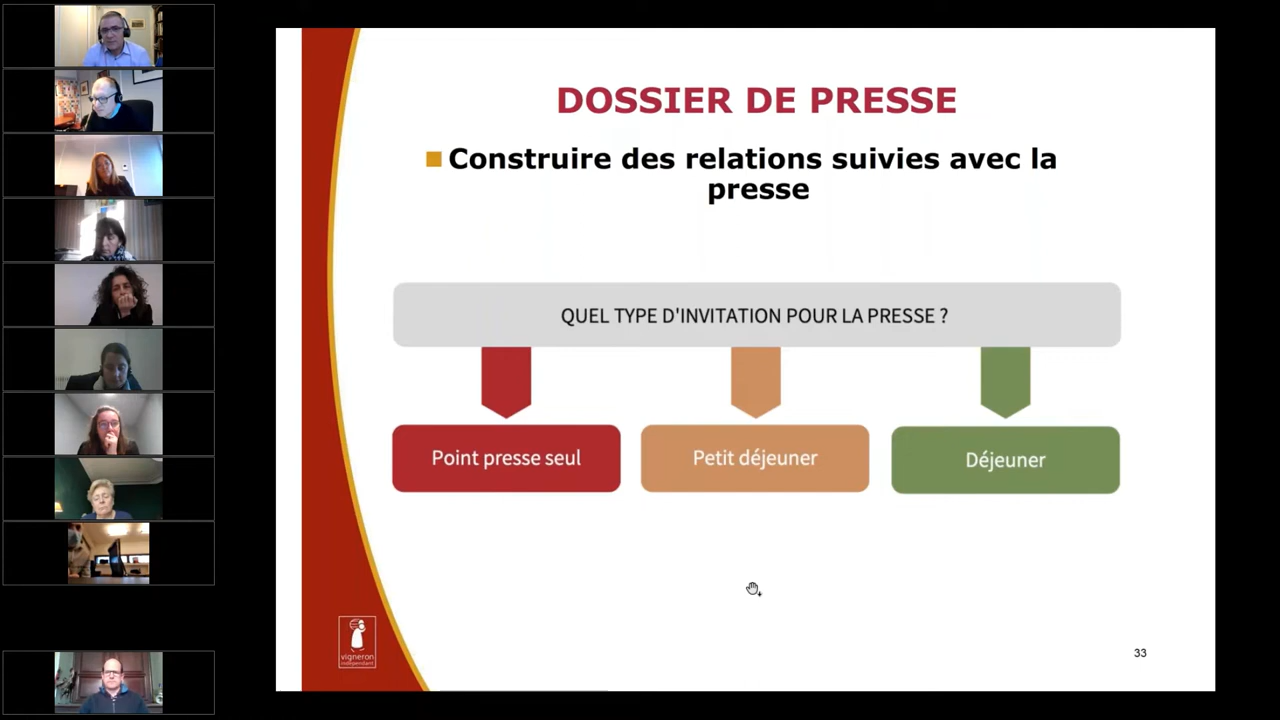 DOSSIER DE PRESSE
Construire des relations suivies avec la
presse
QUEL TYPE D'INVITATION POUR LA PRESSE ?
Point presse seul
Petit déjeuner
Déjeuner
vigneron
indépendant
33